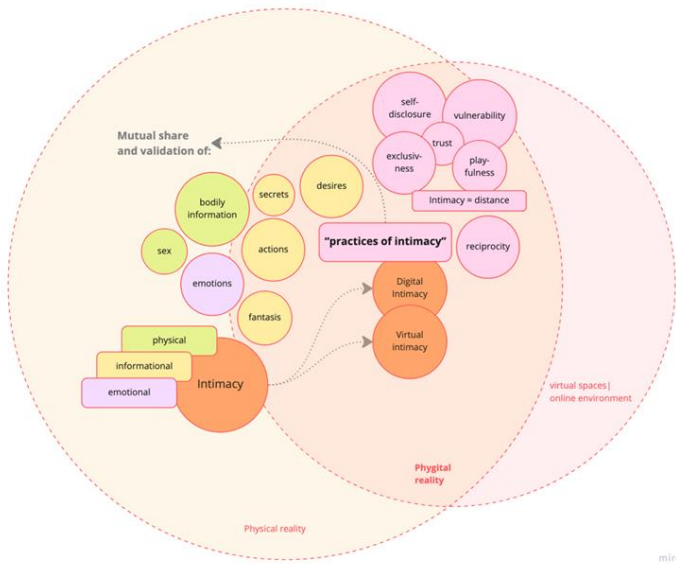 self-
disclosure
vulnerability
trust
exclusiv-
ness
play-
fulness
Mutual share
and validation of:
Intimacy = distance
desires
secrets
bodily
information
"practices of intimacy"
reciprocity
sex
actions
emotions
Digital
Intimacy
fantasis
Virtual
intimacy
physical
informational
emotional
Intimacy
virtual spaces|
online environment
Phygital
reality
Physical reality
mir